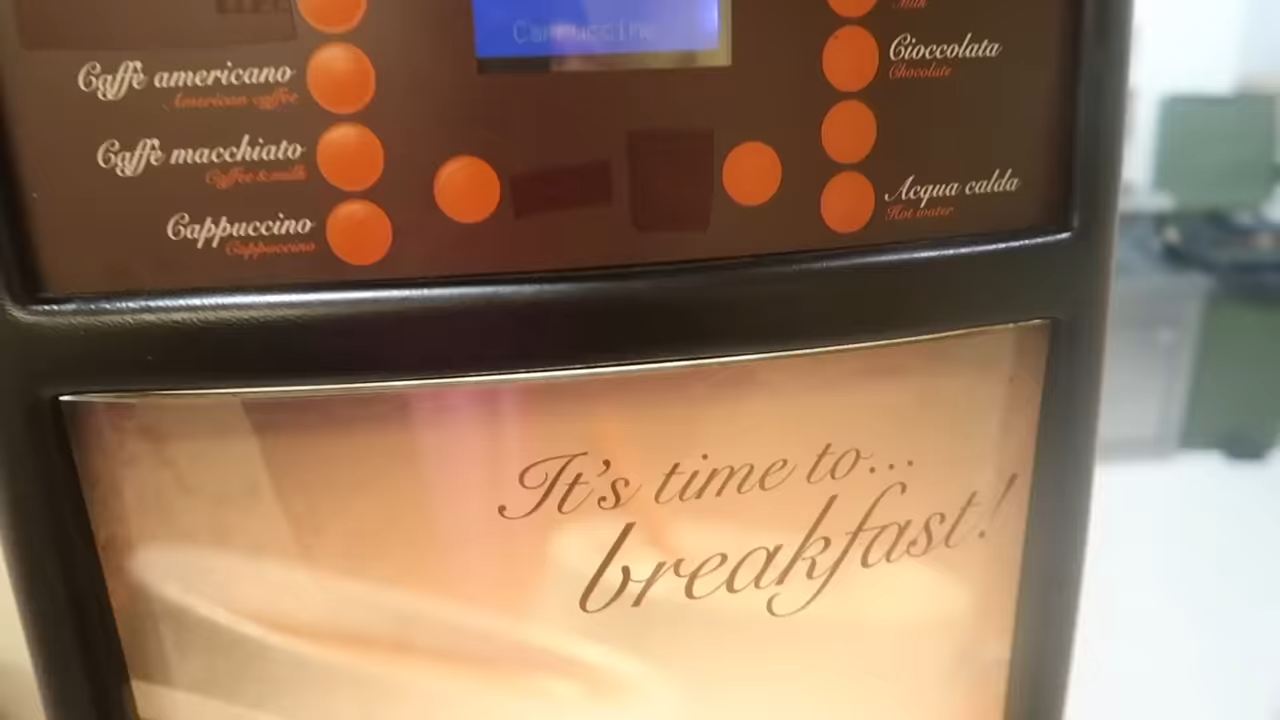 Cappuccino
Caffè americano
American coffee
Caffè macchiato
Coffee & milk
Cappuccino
Cappuccino
Milk
Cioccolata
Chocolate
Acqua calda
Hot water
It's time to...
breakfast!